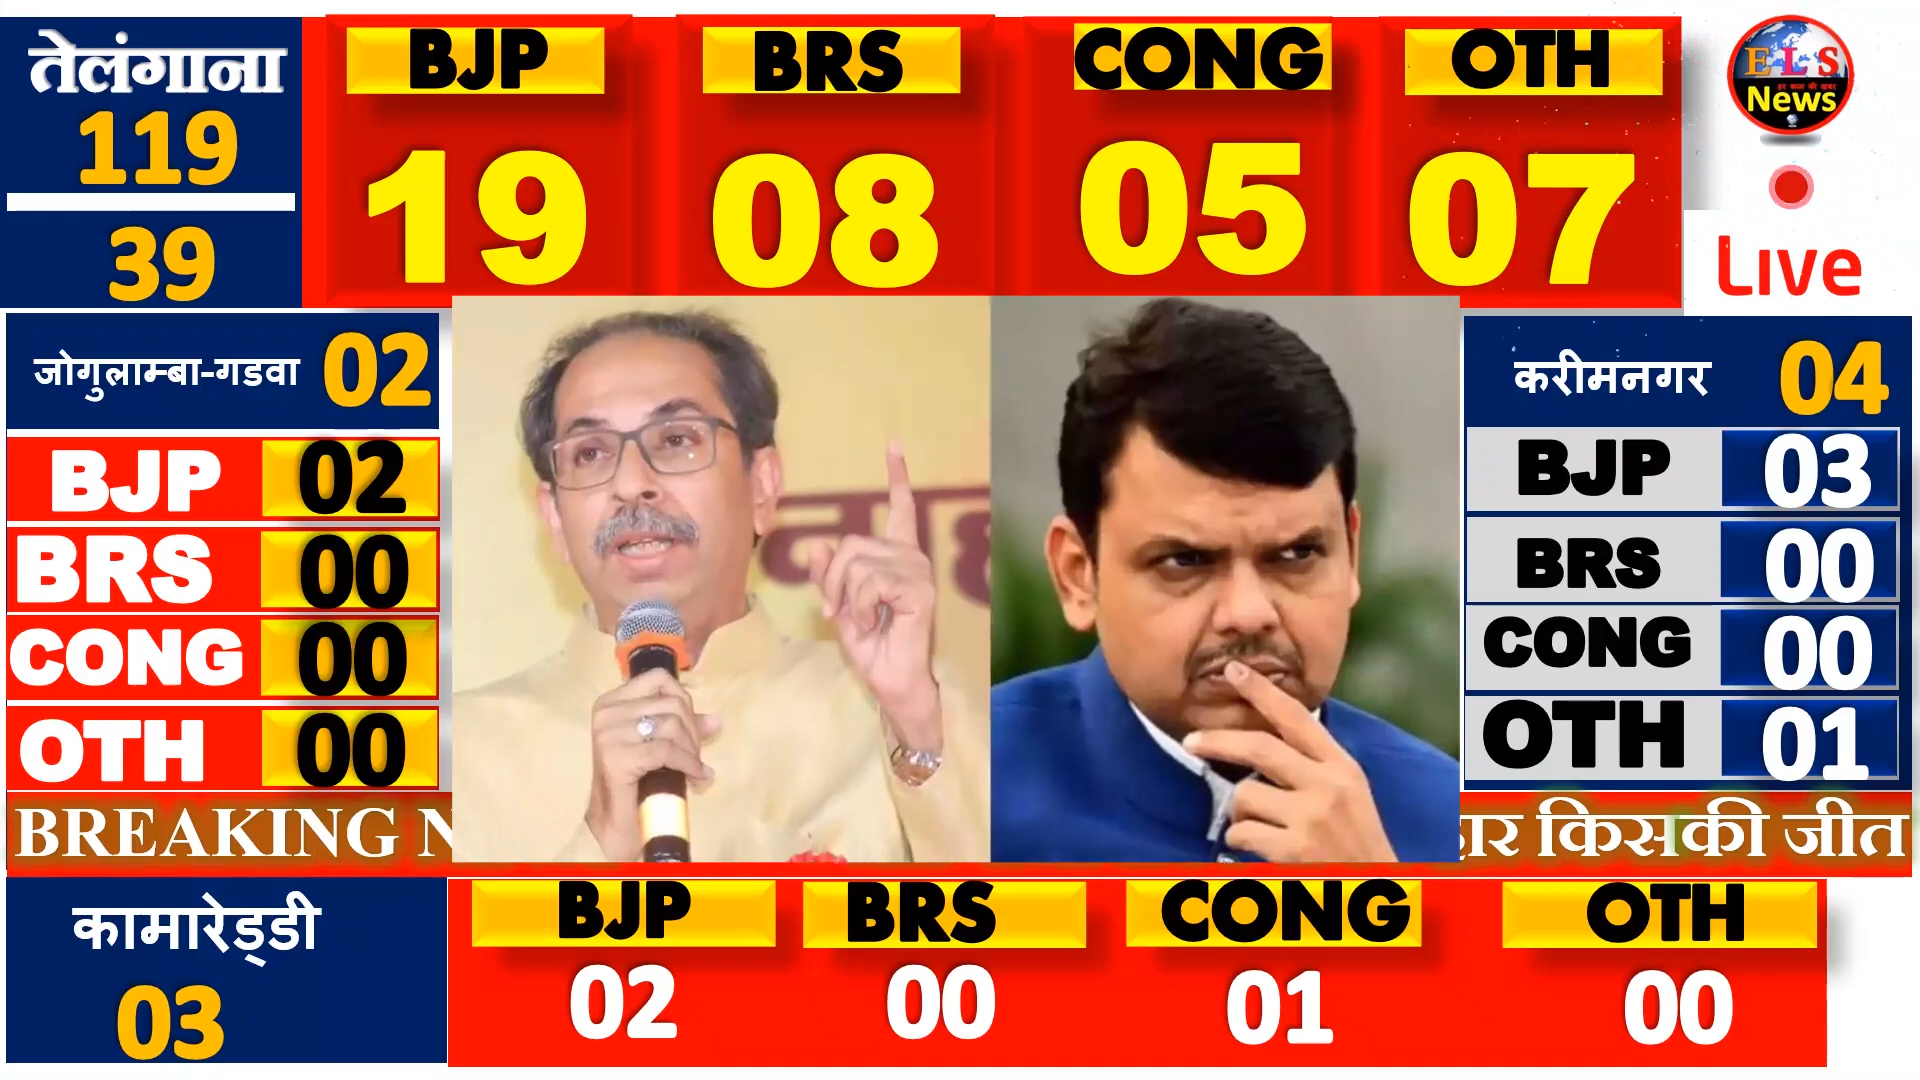 तेलंगाना
119
39
BJP
19
BRS
08
CONG
05
OTH
07
E L S
News
Live
जोगुलाम्बा-गडवा 02
BJP 02
BRS 00
CONG 00
OTH 00
करीमनगर 04
BJP 03
BRS 00
CONG 00
OTH 01
BREAKING
किसकी जीत
कामारेड्डी
03
BJP
02
BRS
00
CONG
01
OTH
00